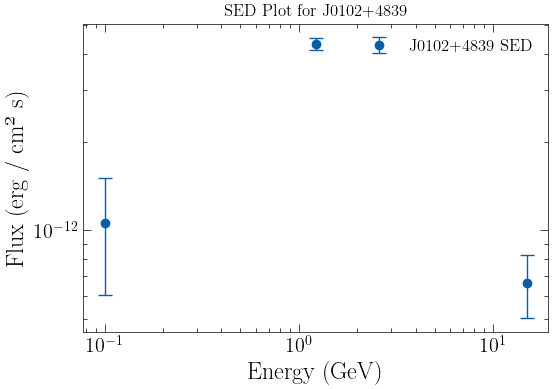 SED Plot for J0102+4839
J0102+4839 SED
Flux (erg / cm² s)
10⁻¹²
10⁻¹ 10⁰ 10¹
Energy (GeV)